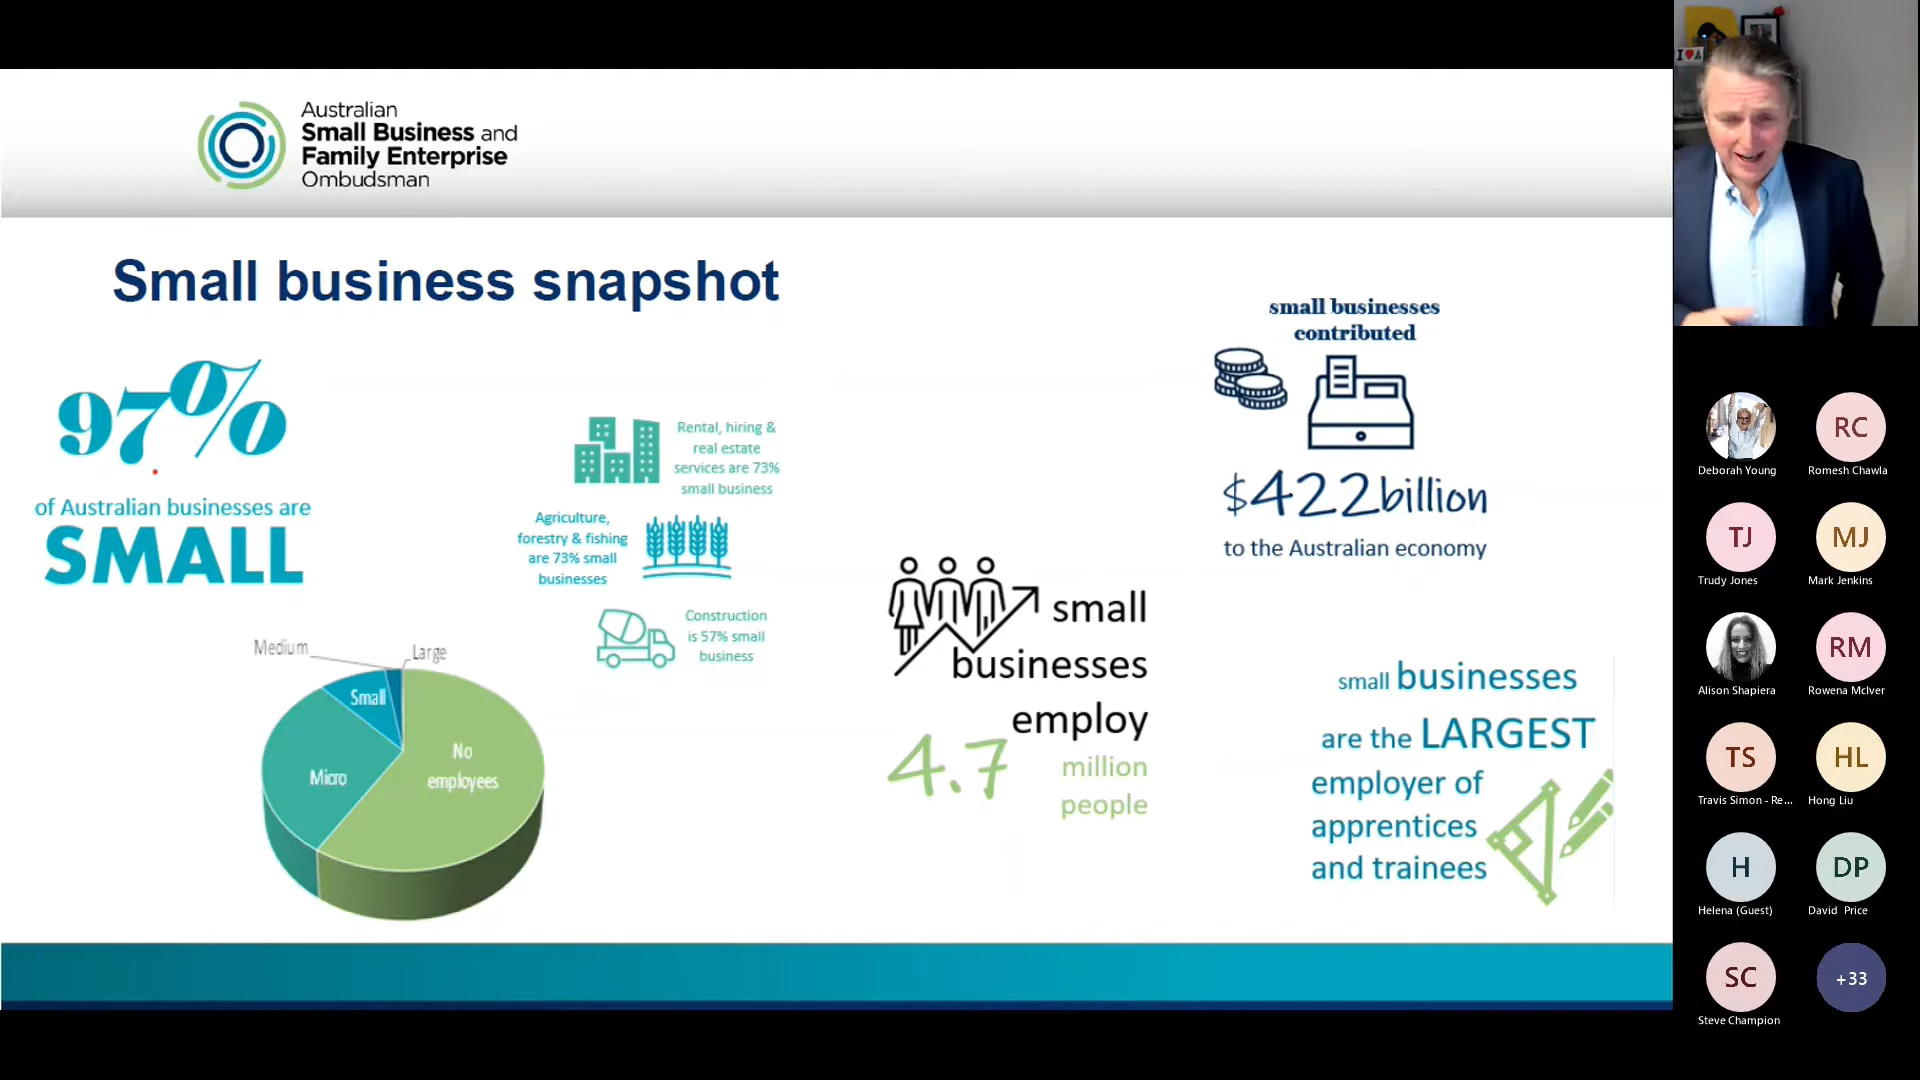 Australian
Small Business and
Family Enterprise
Ombudsman
Small business snapshot
97%
of Australian businesses are
SMALL
Rental, hiring &
real estate
services are 73%
small business
Agriculture,
forestry & fishing
are 73% small
businesses
Construction
is 57% small
business
Medium
Large
Small
Micro
No
employees
small
businesses
employ
4.7
million
people
small businesses
contributed
$422billion
to the Australian economy
small businesses
are the LARGEST
employer of
apprentices
and trainees
I ♥ A
Deborah Young
RC
Romesh Chawla
TJ
Trudy Jones
MJ
Mark Jenkins
Alison Shapiera
RM
Rowena McIver
TS
Travis Simon - Re...
HL
Hong Liu
H
Helena (Guest)
DP
David Price
SC
Steve Champion
+33